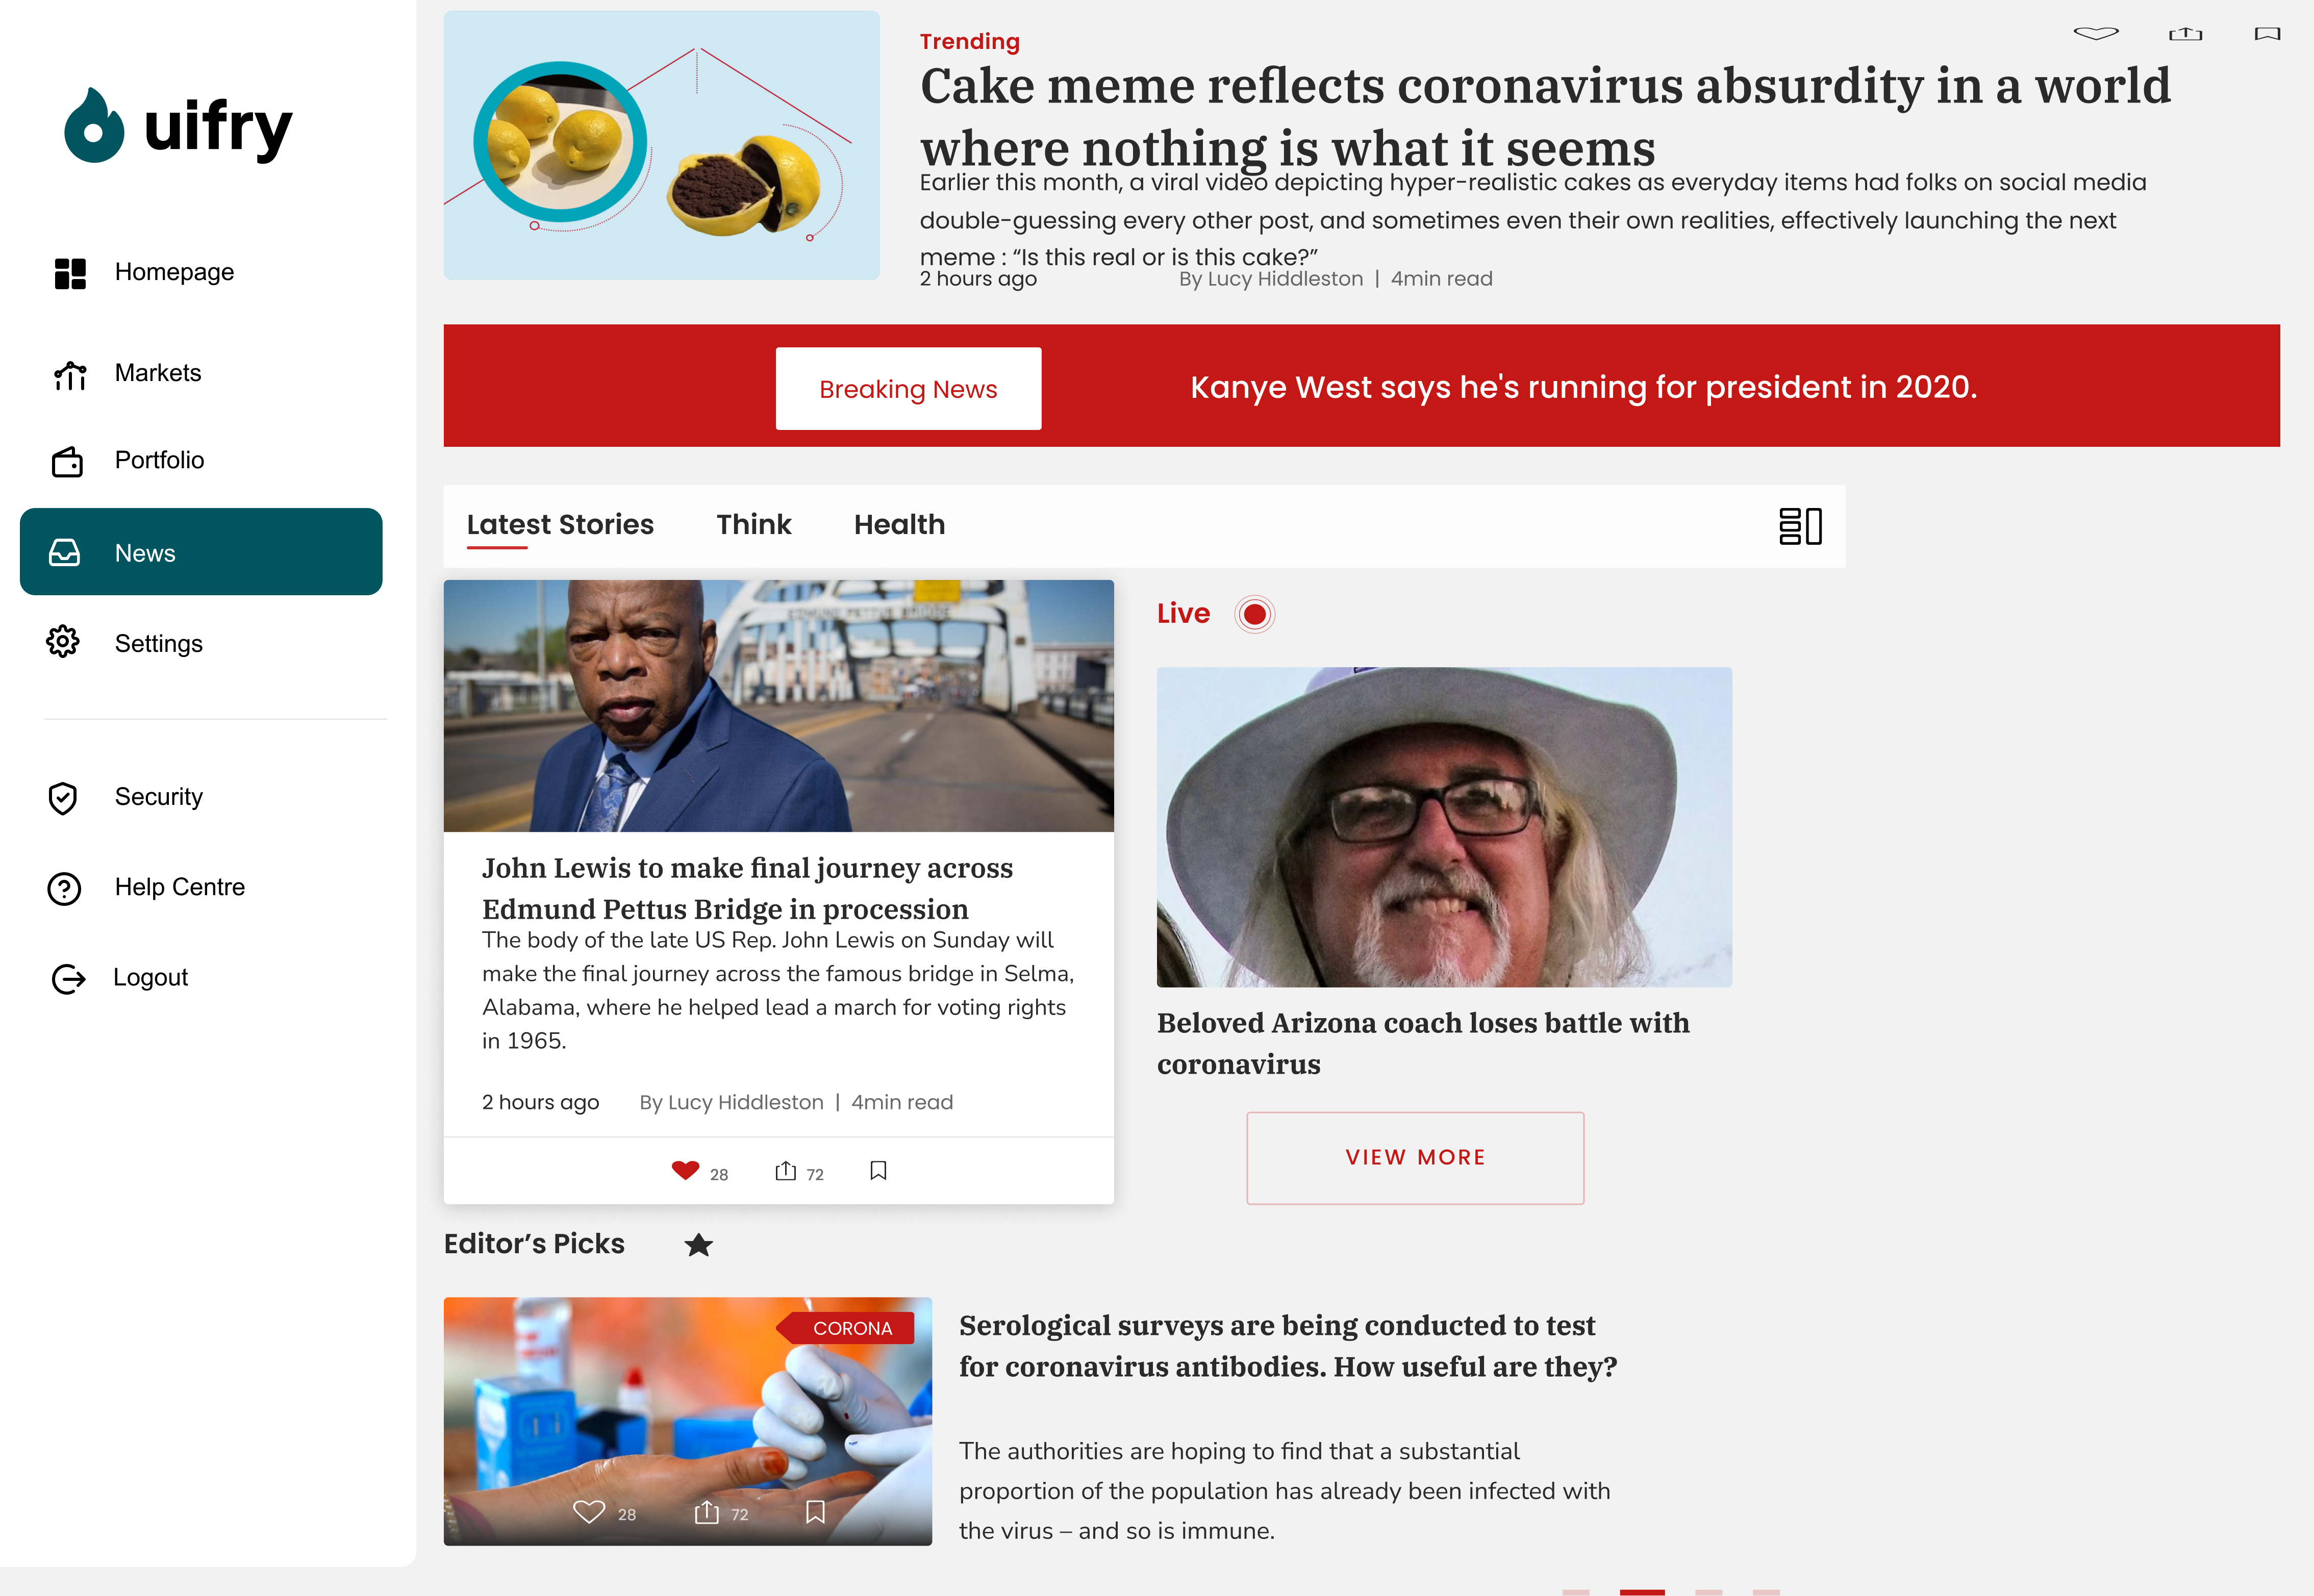 uifry
Homepage
Markets
Portfolio
News
Settings
Security
Help Centre
Logout
Trending
Cake meme reflects coronavirus absurdity in a world
where nothing is what it seems
Earlier this month, a viral video depicting hyper-realistic cakes as everyday items had folks on social media
double-guessing every other post, and sometimes even their own realities, effectively launching the next
meme : “Is this real or is this cake?”
2 hours ago By Lucy Hiddleston | 4min read
Breaking News Kanye West says he's running for president in 2020.
Latest Stories Think Health
EDMUND PETTUS BRIDGE
John Lewis to make final journey across
Edmund Pettus Bridge in procession
The body of the late US Rep. John Lewis on Sunday will
make the final journey across the famous bridge in Selma,
Alabama, where he helped lead a march for voting rights
in 1965.
2 hours ago By Lucy Hiddleston | 4min read
28 72
Live
Beloved Arizona coach loses battle with
coronavirus
VIEW MORE
Editor’s Picks
CORONA
28 72
Serological surveys are being conducted to test
for coronavirus antibodies. How useful are they?
The authorities are hoping to find that a substantial
proportion of the population has already been infected with
the virus – and so is immune.